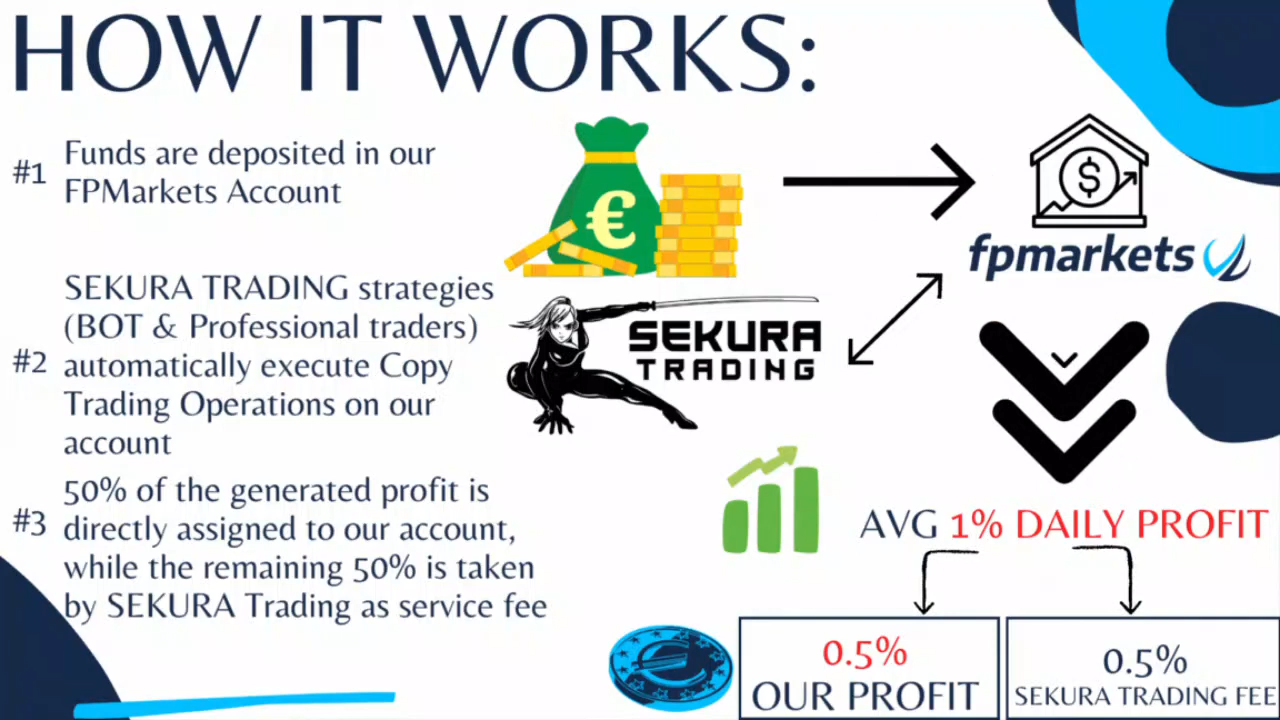 HOW IT WORKS:
#1
Funds are deposited in our
FPMarkets Account
€
$
fpmarkets
#2
SEKURA TRADING strategies
(BOT & Professional traders)
automatically execute Copy
Trading Operations on our
account
SEKURA
TRADING
#3
50% of the generated profit is
directly assigned to our account,
while the remaining 50% is taken
by SEKURA Trading as service fee
AVG 1% DAILY PROFIT
€
0.5%
OUR PROFIT
0.5%
SEKURA TRADING FEE